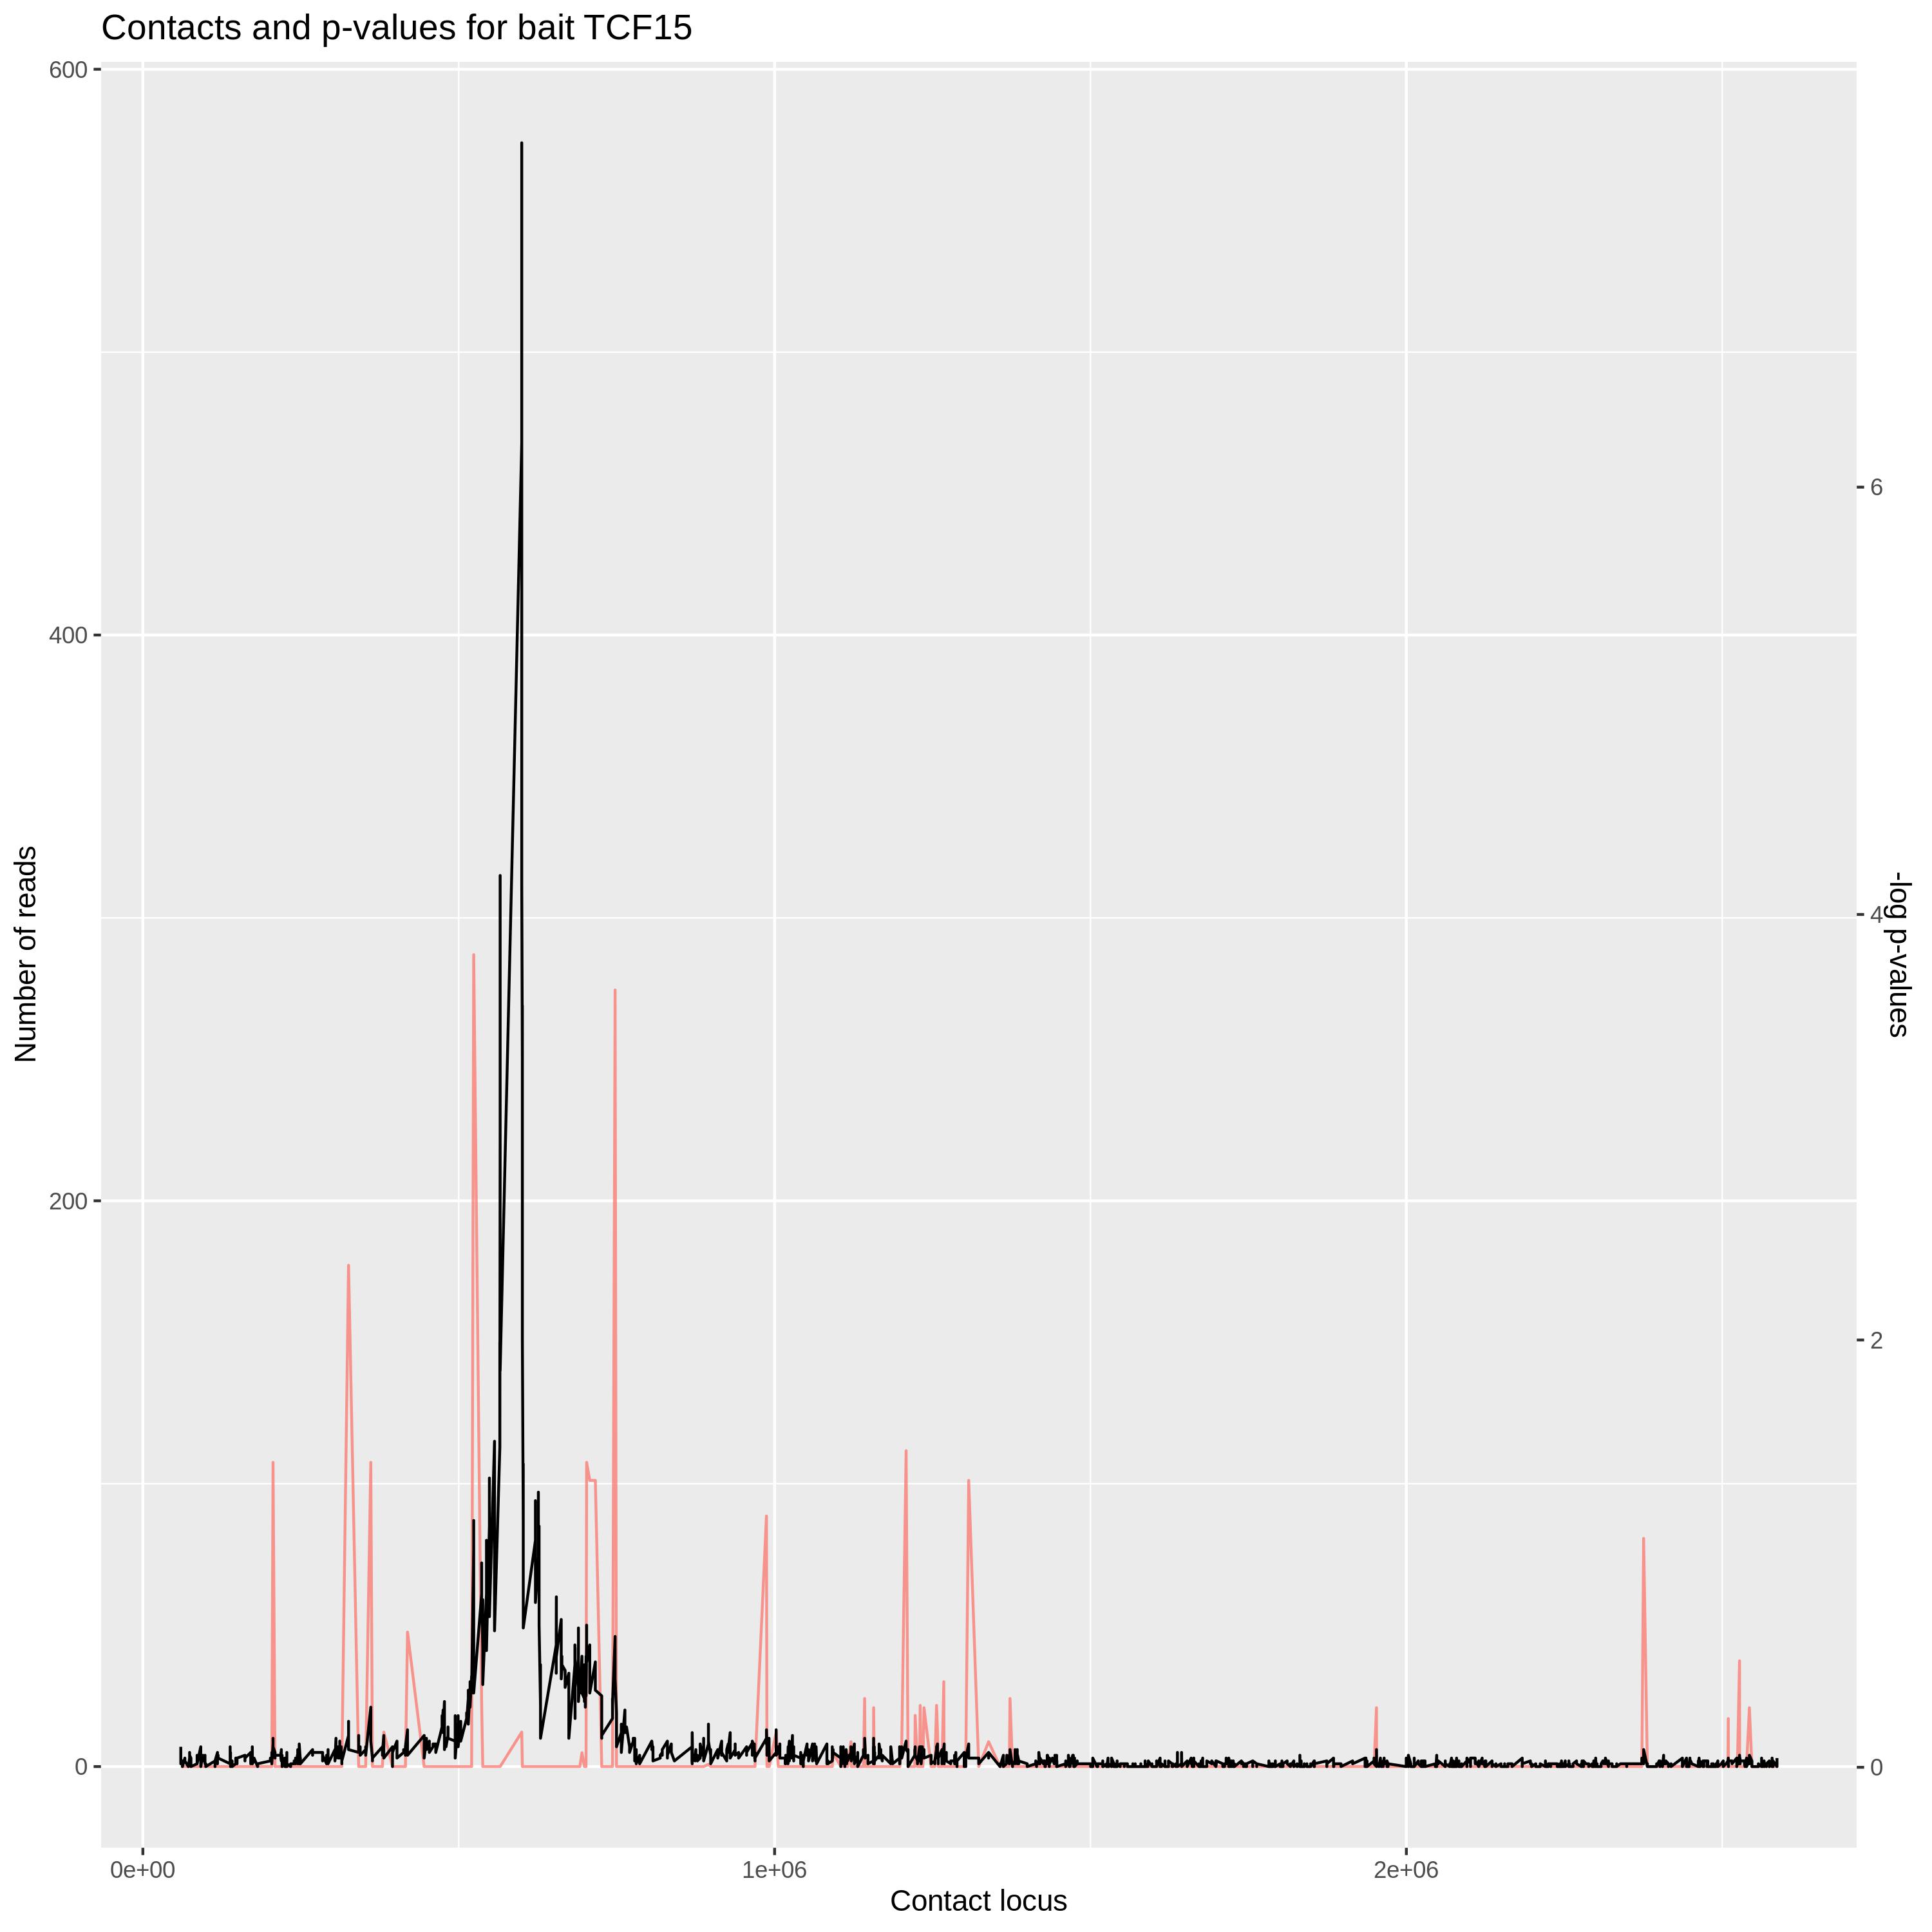 Contacts and p-values for bait TCF15
600
400
200
0
Number of reads
6
4
2
0
-log p-values
0e+00
1e+06
2e+06
Contact locus